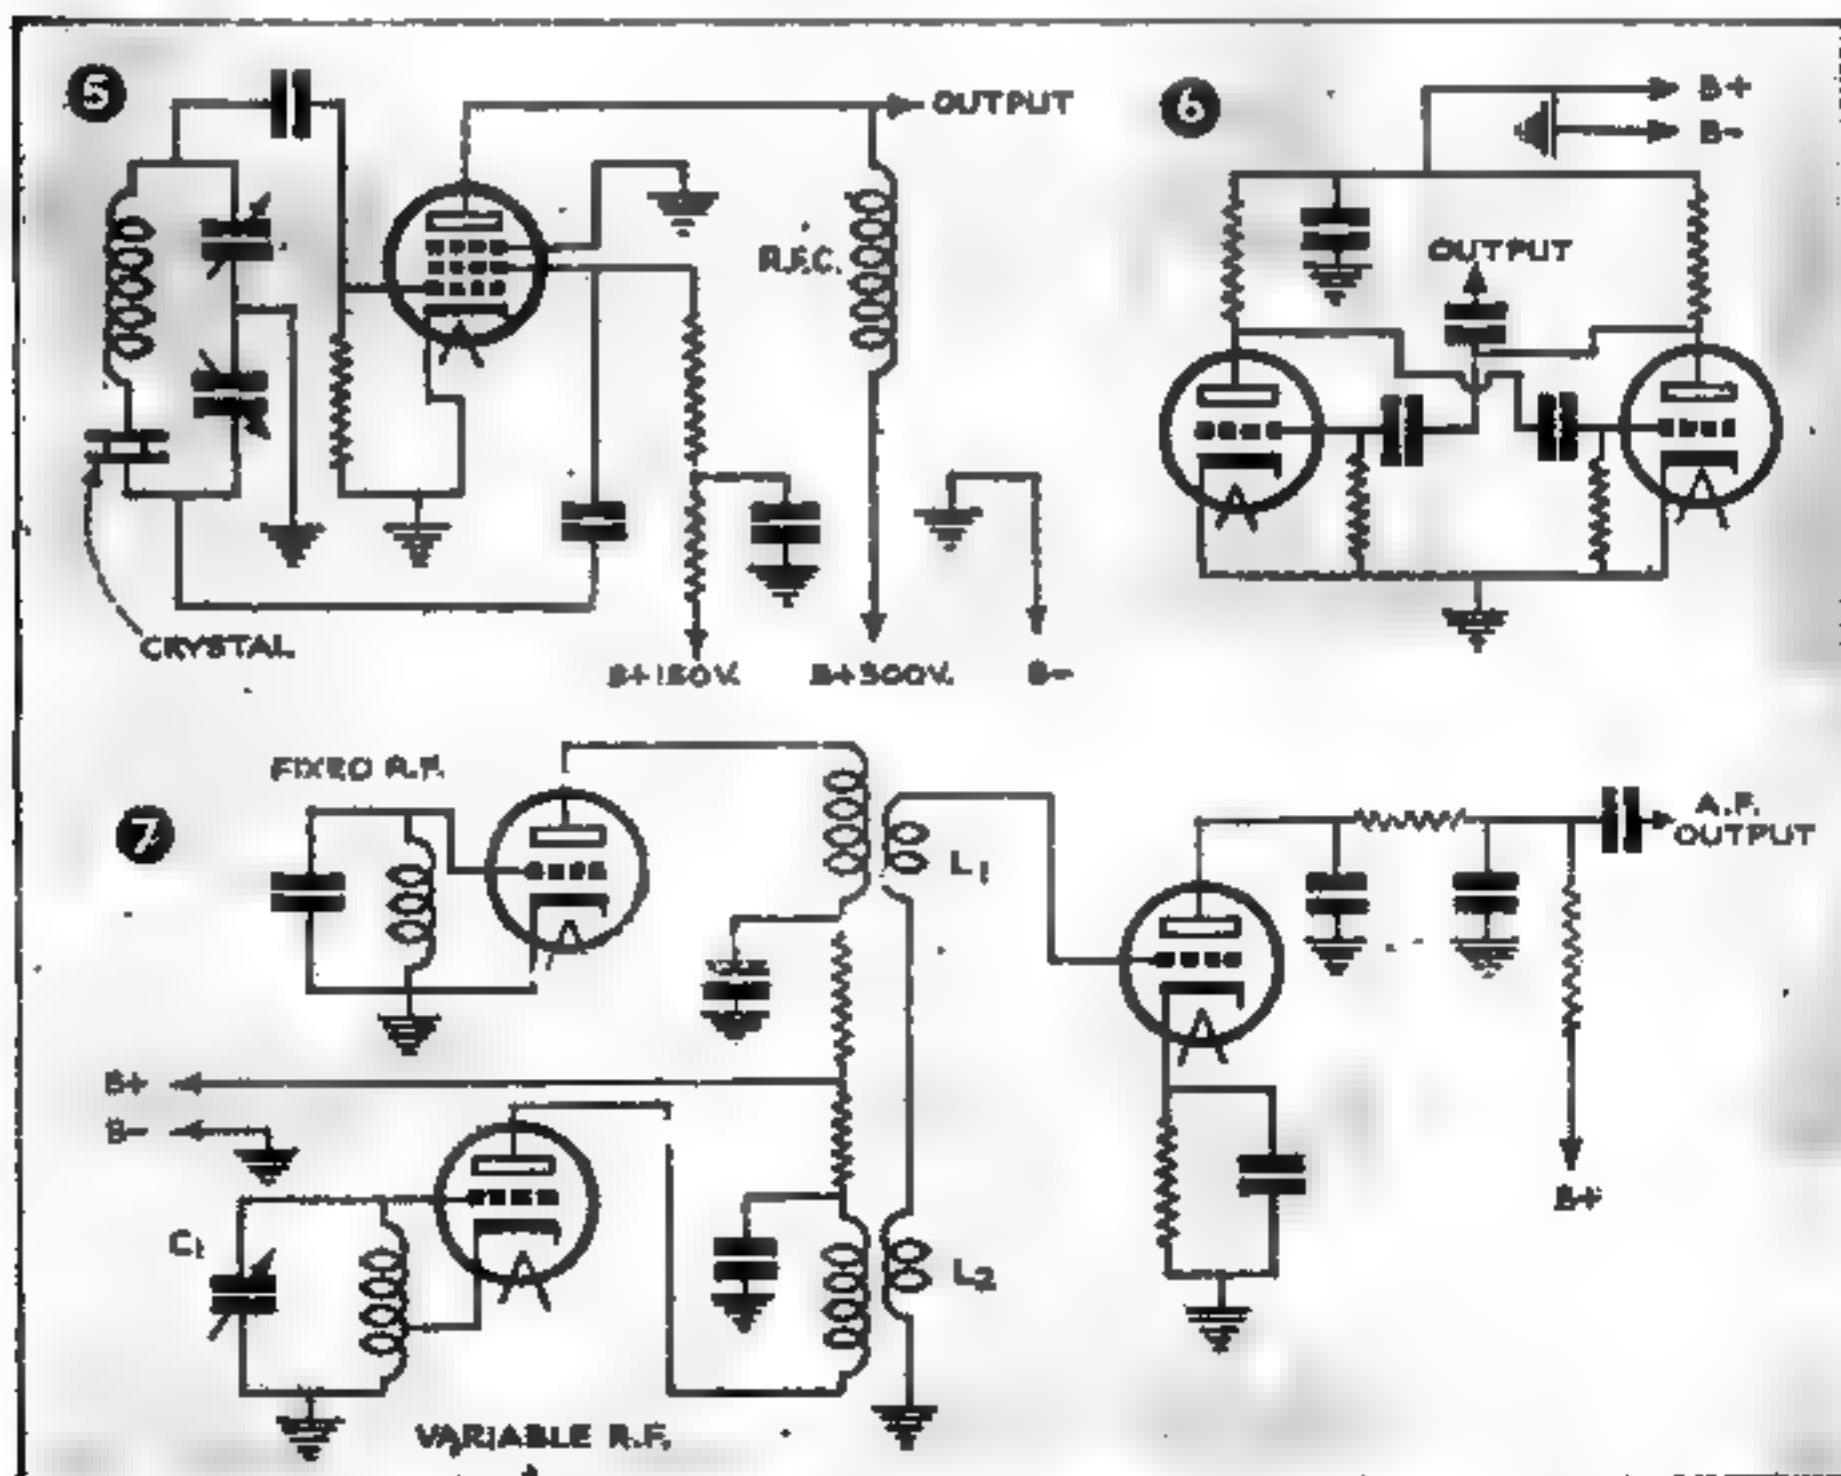 5
OUTPUT
R.F.C.
CRYSTAL
B+150V.
B+300V.
B-
6
B+
B-
OUTPUT
7
FIXED R.F.
L1
A.F.
OUTPUT
B+
B-
C1
L2
B+
VARIABLE R.F.